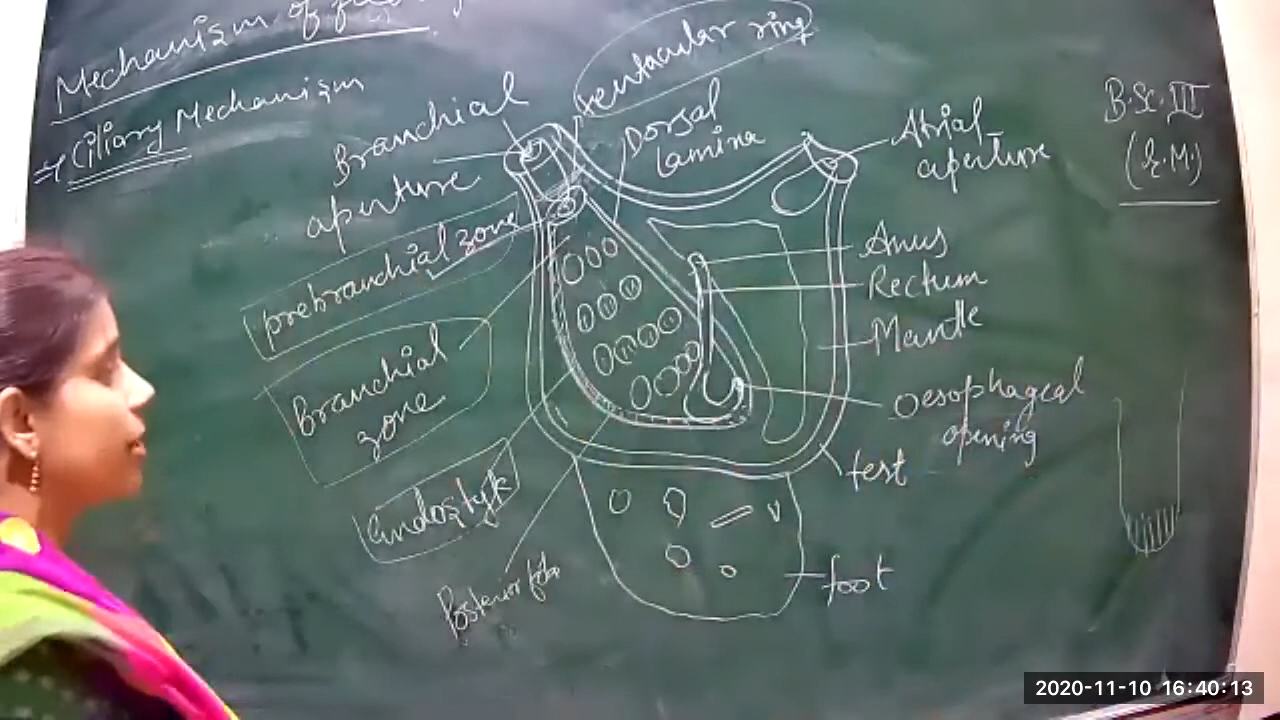 Mechanism of
→ Ciliary Mechanism
Branchial
aperture
tentacular ring
Dorsal
Lamina
Atrial
aperture
B.Sc. III
prebranchial zone
Branchial
zone
Endostyle
Anus
Rectum
Mantle
Oesophageal
opening
test
foot
Posterior
2020-11-10 16:40:13